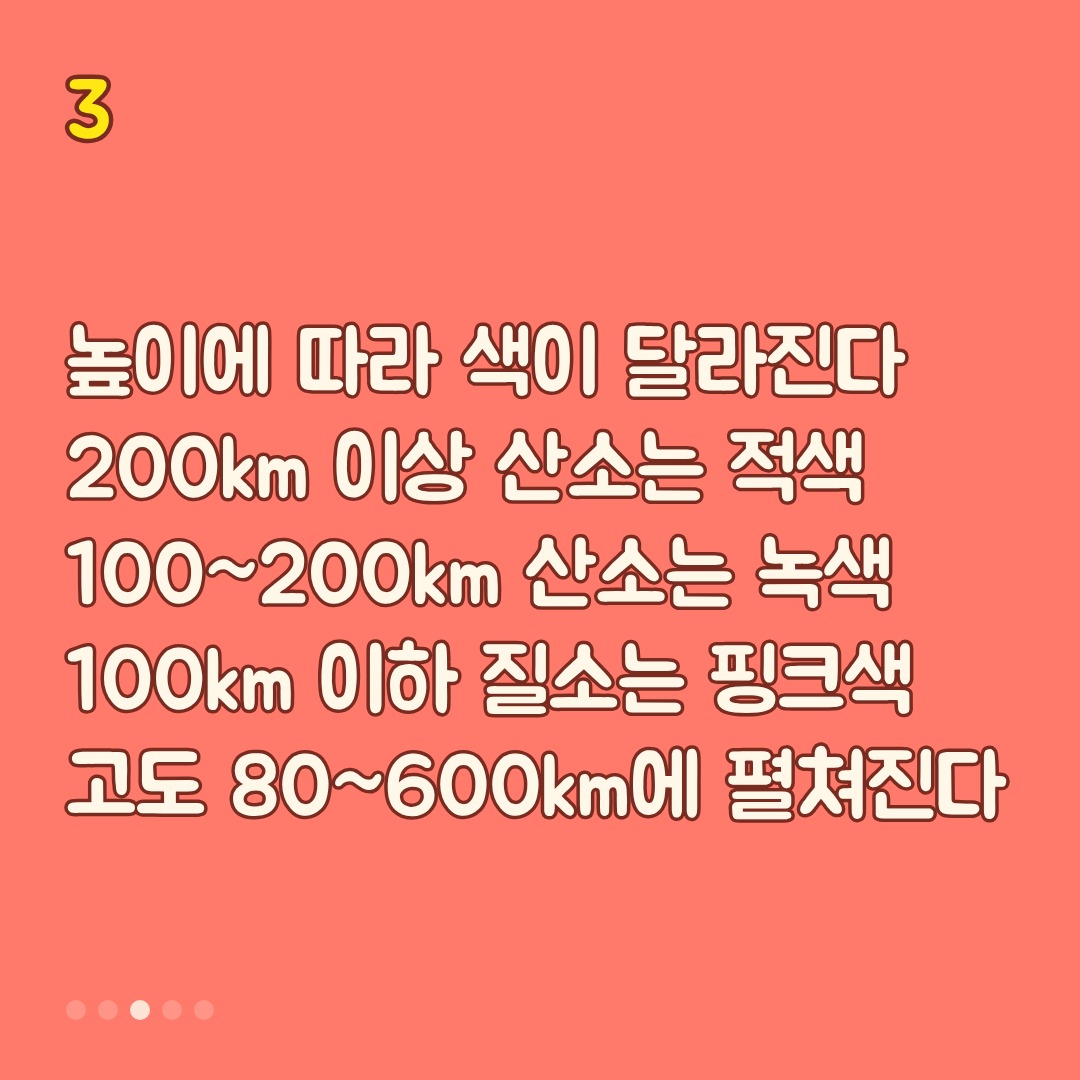 3
높이에 따라 색이 달라진다
200km 이상 산소는 적색
100~200km 산소는 녹색
100km 이하 질소는 핑크색
고도 80~600km에 펼쳐진다